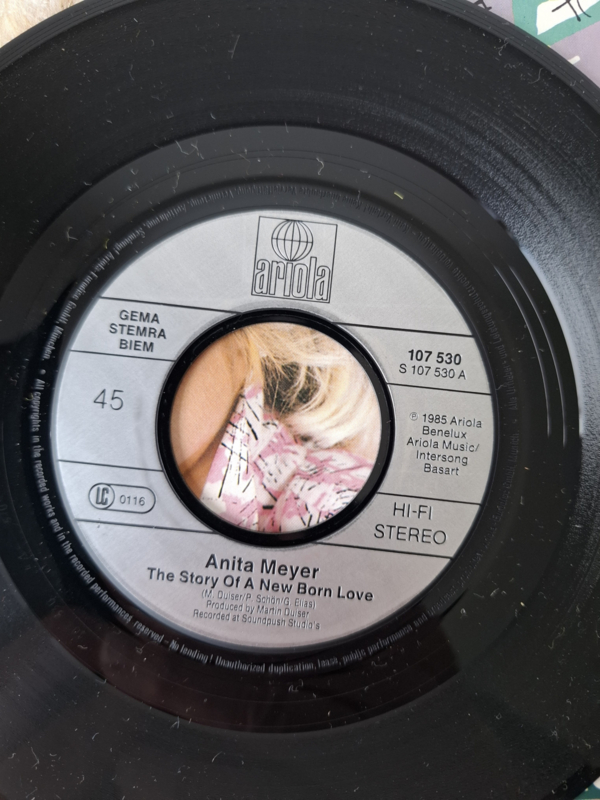 ariola
GEMA
STEMRA
BIEM
107 530
S 107 530 A
45
℗ 1985 Ariola
Benelux
Ariola Music/
Intersong
Basart
LC 0116
HI-FI
STEREO
Anita Meyer
The Story Of A New Born Love
(M. Duiser/P. Schön/G. Elias)
Produced by Martin Duiser
Recorded at Soundpush Studio's
All copyrights in the recorded works and in the recorded performances reserved – No lending! Unauthorized duplication, lease, public performance and